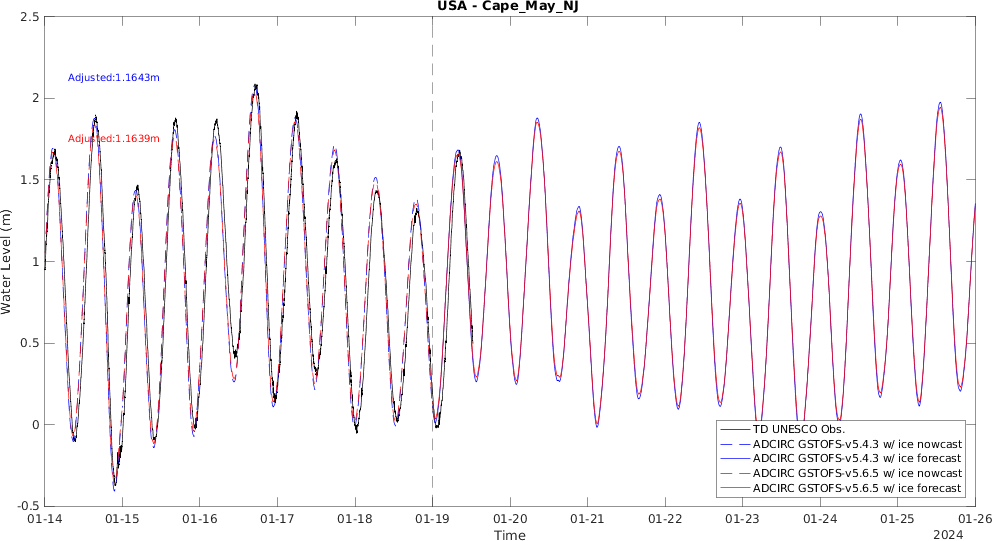 USA - Cape_May_NJ
Water Level (m)
2.5
2
1.5
1
0.5
0
-0.5
Adjusted:1.1643m
Adjusted:1.1639m
TD UNESCO Obs.
ADCIRC GSTOFS-v5.4.3 w/ ice nowcast
ADCIRC GSTOFS-v5.4.3 w/ ice forecast
ADCIRC GSTOFS-v5.6.5 w/ ice nowcast
ADCIRC GSTOFS-v5.6.5 w/ ice forecast
01-14 01-15 01-16 01-17 01-18 01-19 01-20 01-21 01-22 01-23 01-24 01-25 01-26
Time
2024